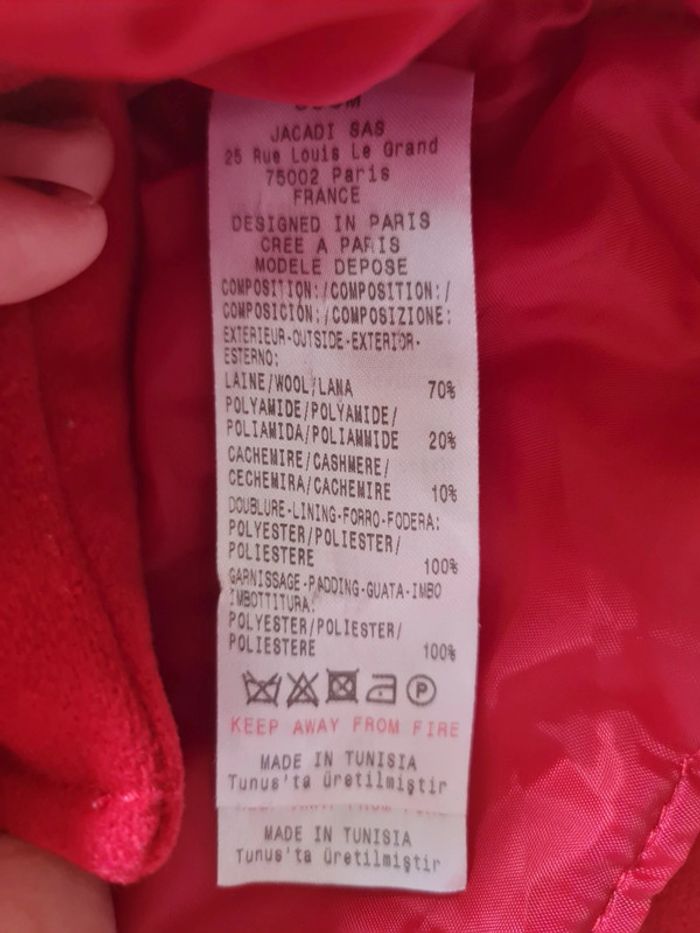 JACADI SAS
25 Rue Louis Le Grand
75002 Paris
FRANCE
DESIGNED IN PARIS
CREE A PARIS
MODELE DEPOSE
COMPOSITION:/COMPOSITION:/
COMPOSICIÓN:/COMPOSIZIONE:
EXTERIEUR-OUTSIDE-EXTERIOR-
ESTERNO:
LAINE/WOOL/LANA 70%
POLYAMIDE/POLYAMIDE/
POLIAMIDA/POLIAMMIDE 20%
CACHEMIRE/CASHMERE/
CECHEMIRA/CACHEMIRE 10%
DOUBLURE-LINING-FORRO-FODERA:
POLYESTER/POLIESTER/
POLIESTERE 100%
GARNISSAGE-PADDING-GUATA-IMBO
IMBOTTITURA:
POLYESTER/POLIESTER/
POLIESTERE 100%
P
KEEP AWAY FROM FIRE
MADE IN TUNISIA
Tunus'ta üretilmiştir
MADE IN TUNISIA
Tunus'ta üretilmiştir